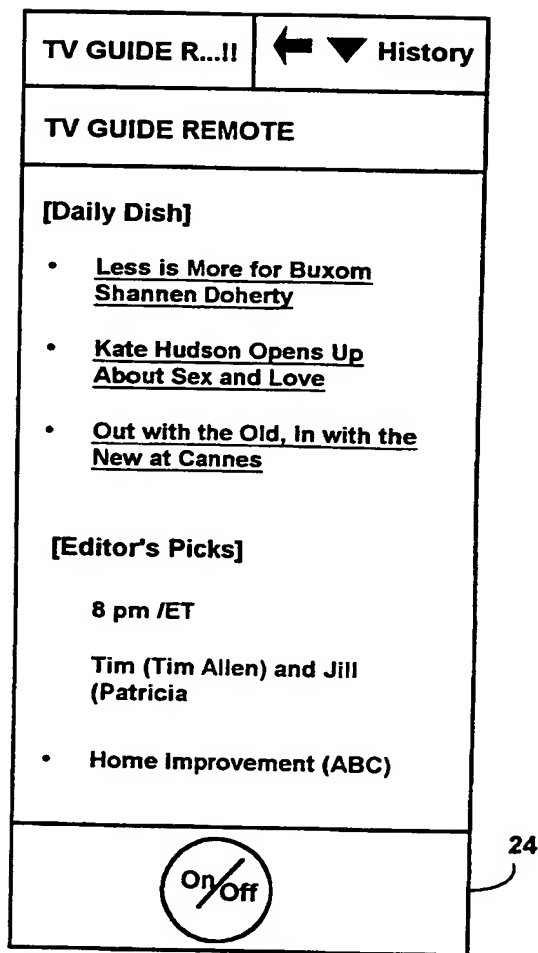 TV GUIDE R...!! History
TV GUIDE REMOTE
[Daily Dish]
• Less is More for Buxom
Shannen Doherty
• Kate Hudson Opens Up
About Sex and Love
• Out with the Old, In with the
New at Cannes
[Editor's Picks]
8 pm /ET
Tim (Tim Allen) and Jill
(Patricia
• Home Improvement (ABC)
On/Off
24